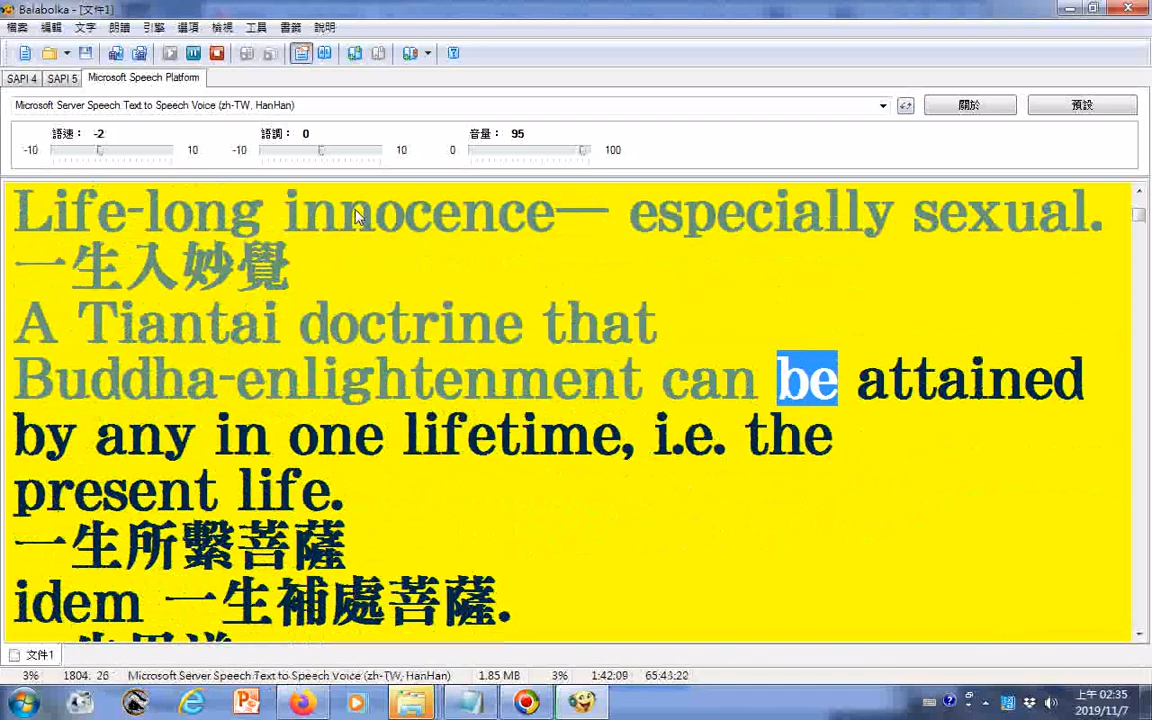 Balabolka - [文件1]
檔案 編輯 文字 朗讀 引擎 選項 檢視 工具 書籤 說明
SAPI 4 SAPI 5 Microsoft Speech Platform
Microsoft Server Speech Text to Speech Voice (zh-TW, HanHan) 關於 預設
語速： -2 語調： 0 音量： 95
-10 10 -10 10 0 100
Life-long innocence— especially sexual.
一生入妙覺
A Tiantai doctrine that
Buddha-enlightenment can be attained
by any in one lifetime, i.e. the
present life.
一生所繫菩薩
idem 一生補處菩薩.
文件1
3% 1804, 26 Microsoft Server Speech Text to Speech Voice (zh-TW, HanHan) 1.85 MB 3% 1:42:09 65:43:22
上午 02:35
2019/11/7